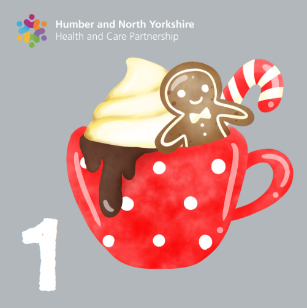 Humber and North Yorkshire
Health and Care Partnership
1